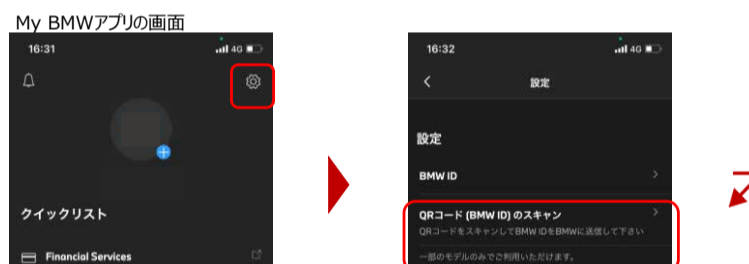 My BMWアプリの画面
16:31
4G
クイックリスト
Financial Services
16:32
4G
設定
設定
BMW ID
QRコード (BMW ID) のスキャン
QRコードをスキャンしてBMW IDをBMWに送信して下さい
一部のモデルのみでご利用いただけます。